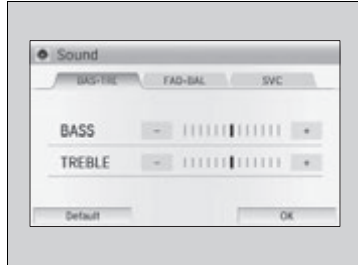 Sound
BAS-TRE FAD-BAL SVC
BASS - +
TREBLE - +
Default OK